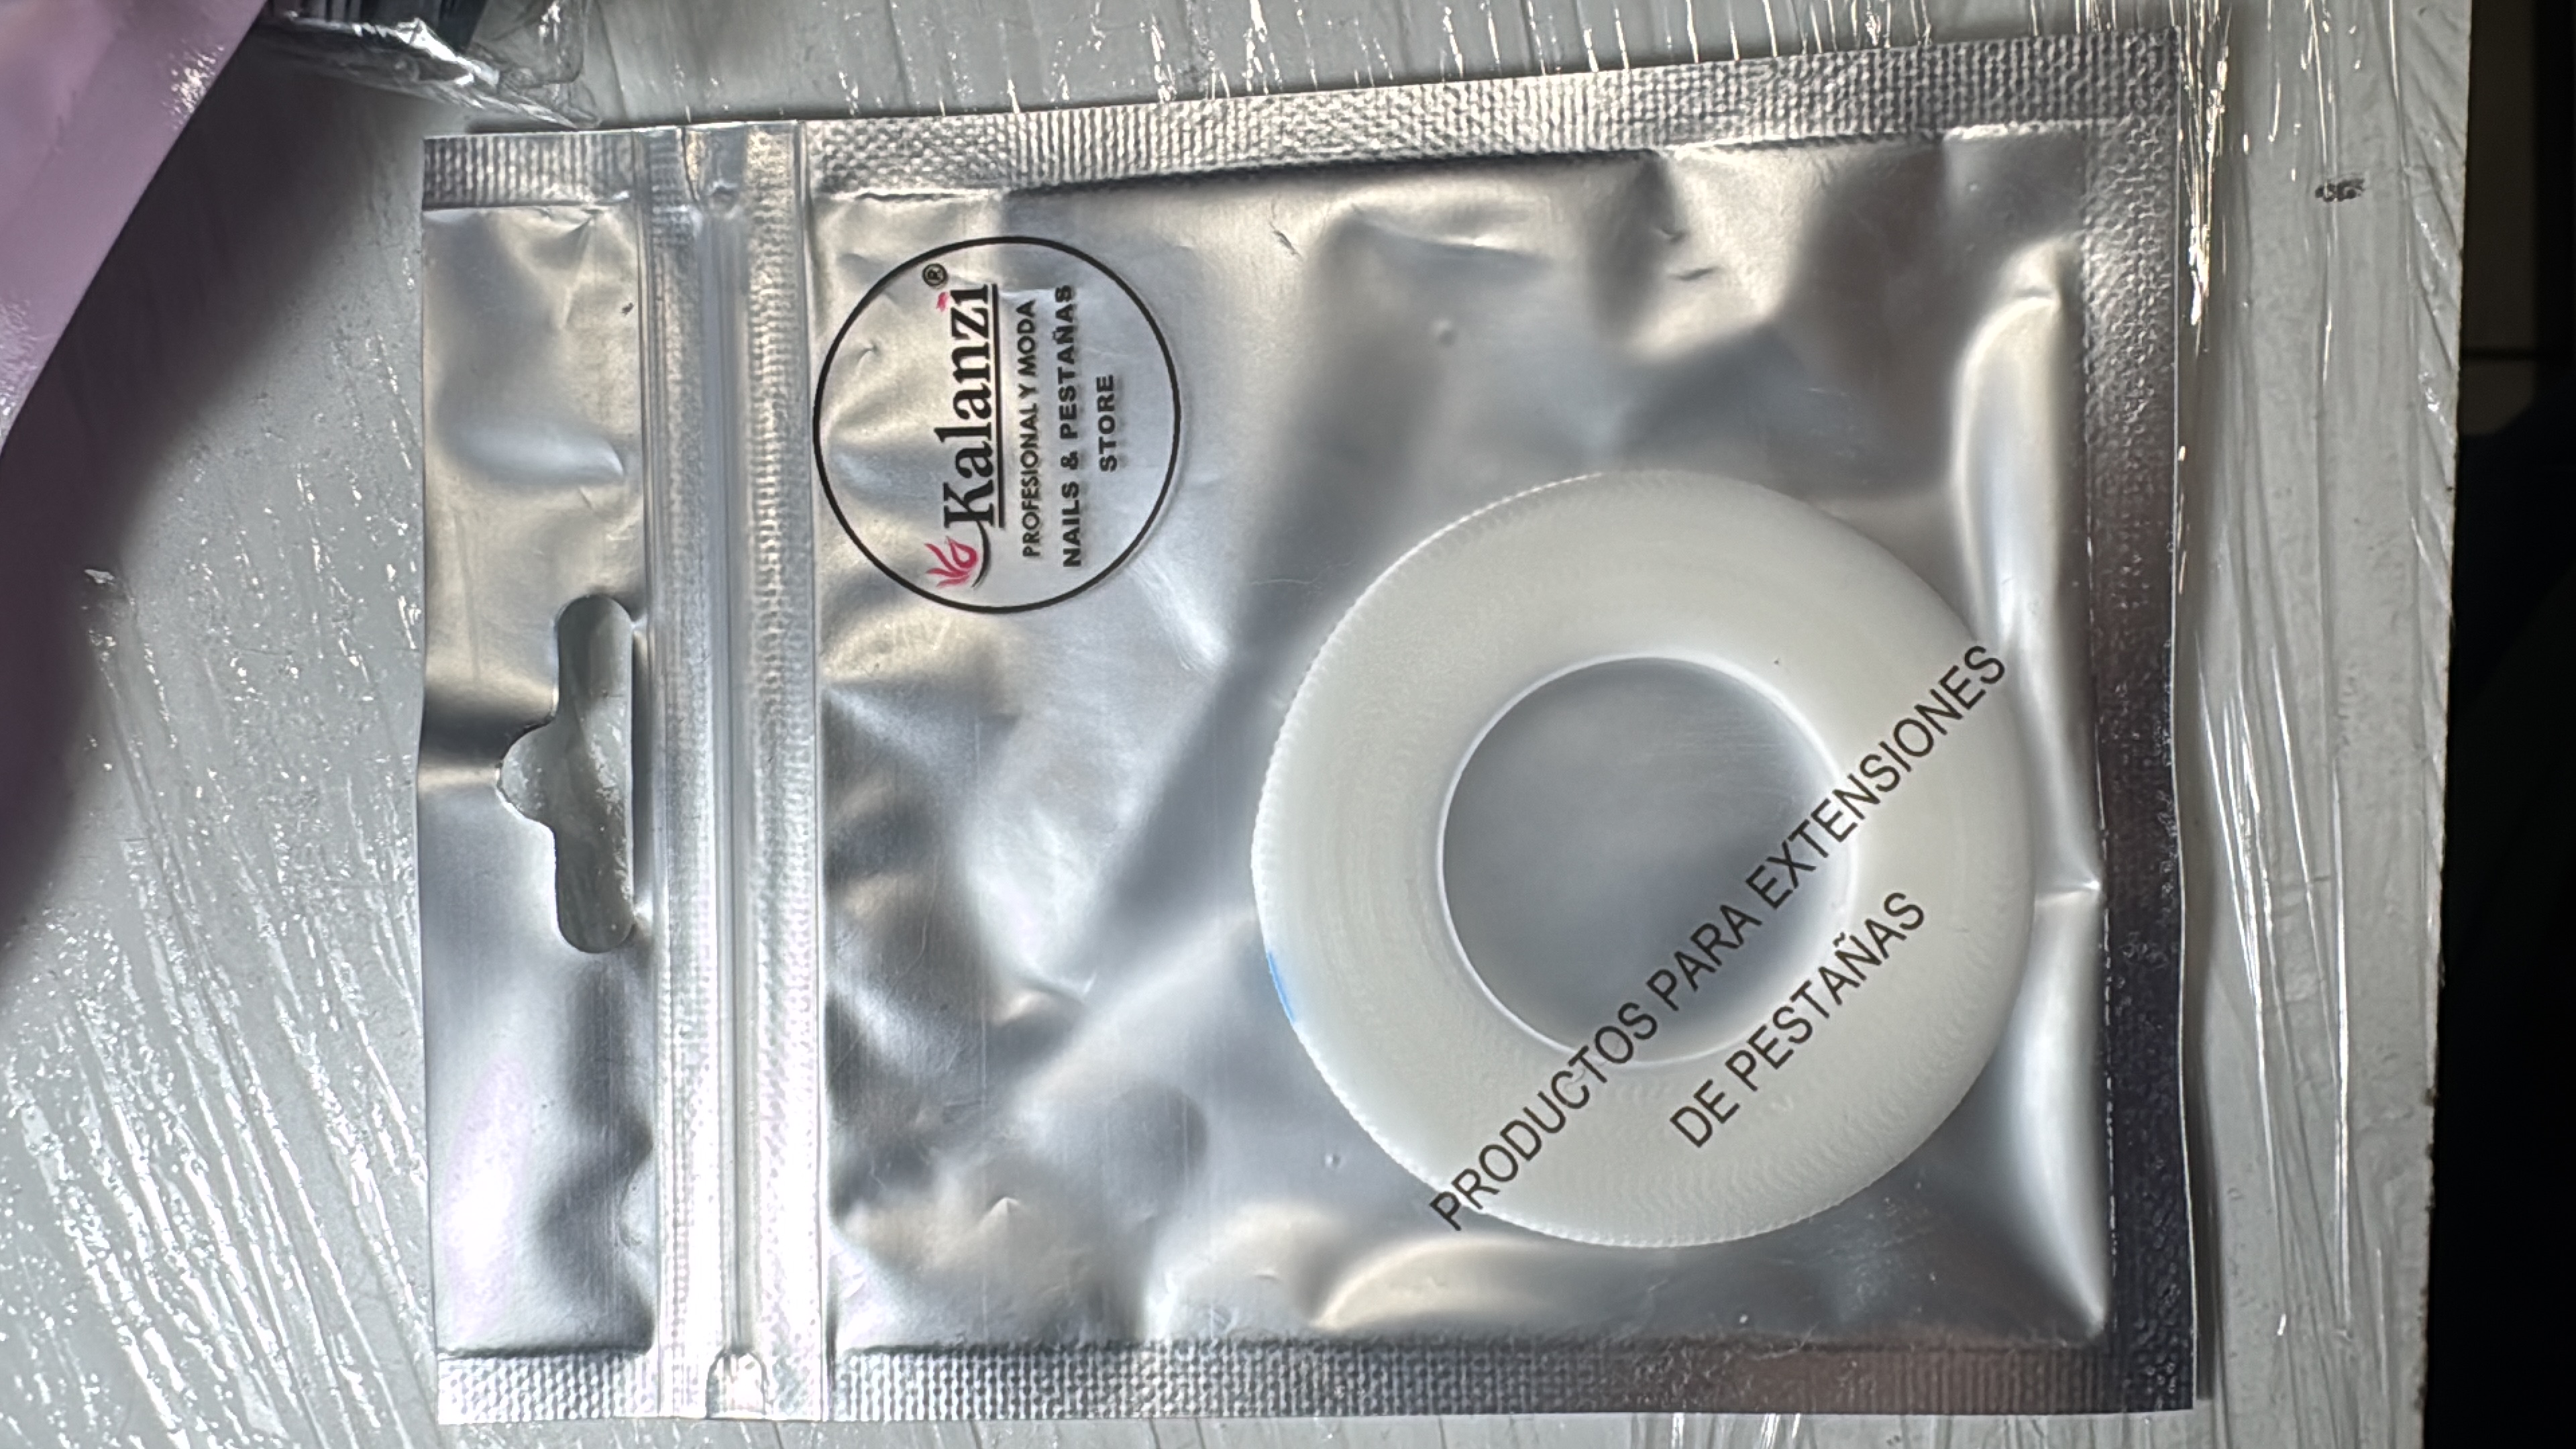 Kalanzi®
PROFESIONAL Y MODA
NAILS & PESTAÑAS
STORE
PRODUCTOS PARA EXTENSIONES
DE PESTAÑAS